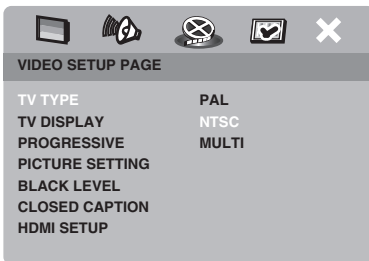 VIDEO SETUP PAGE
TV TYPE PAL
TV DISPLAY NTSC
PROGRESSIVE MULTI
PICTURE SETTING
BLACK LEVEL
CLOSED CAPTION
HDMI SETUP